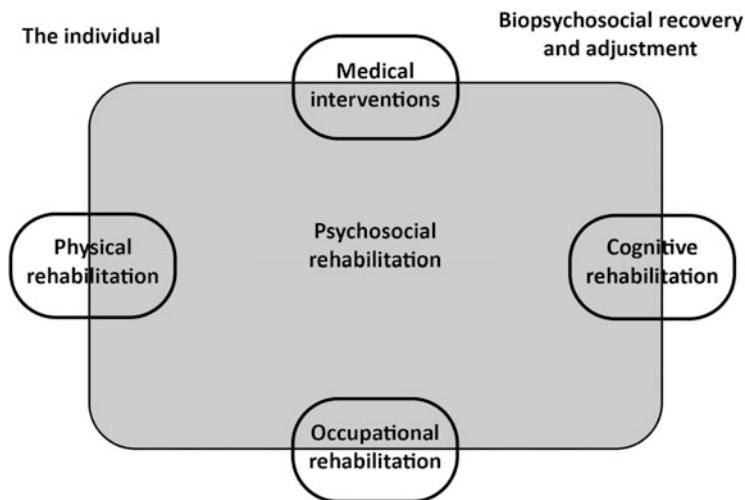 The individual
Biopsychosocial recovery
and adjustment
Medical
interventions
Psychosocial
rehabilitation
Physical
rehabilitation
Cognitive
rehabilitation
Occupational
rehabilitation